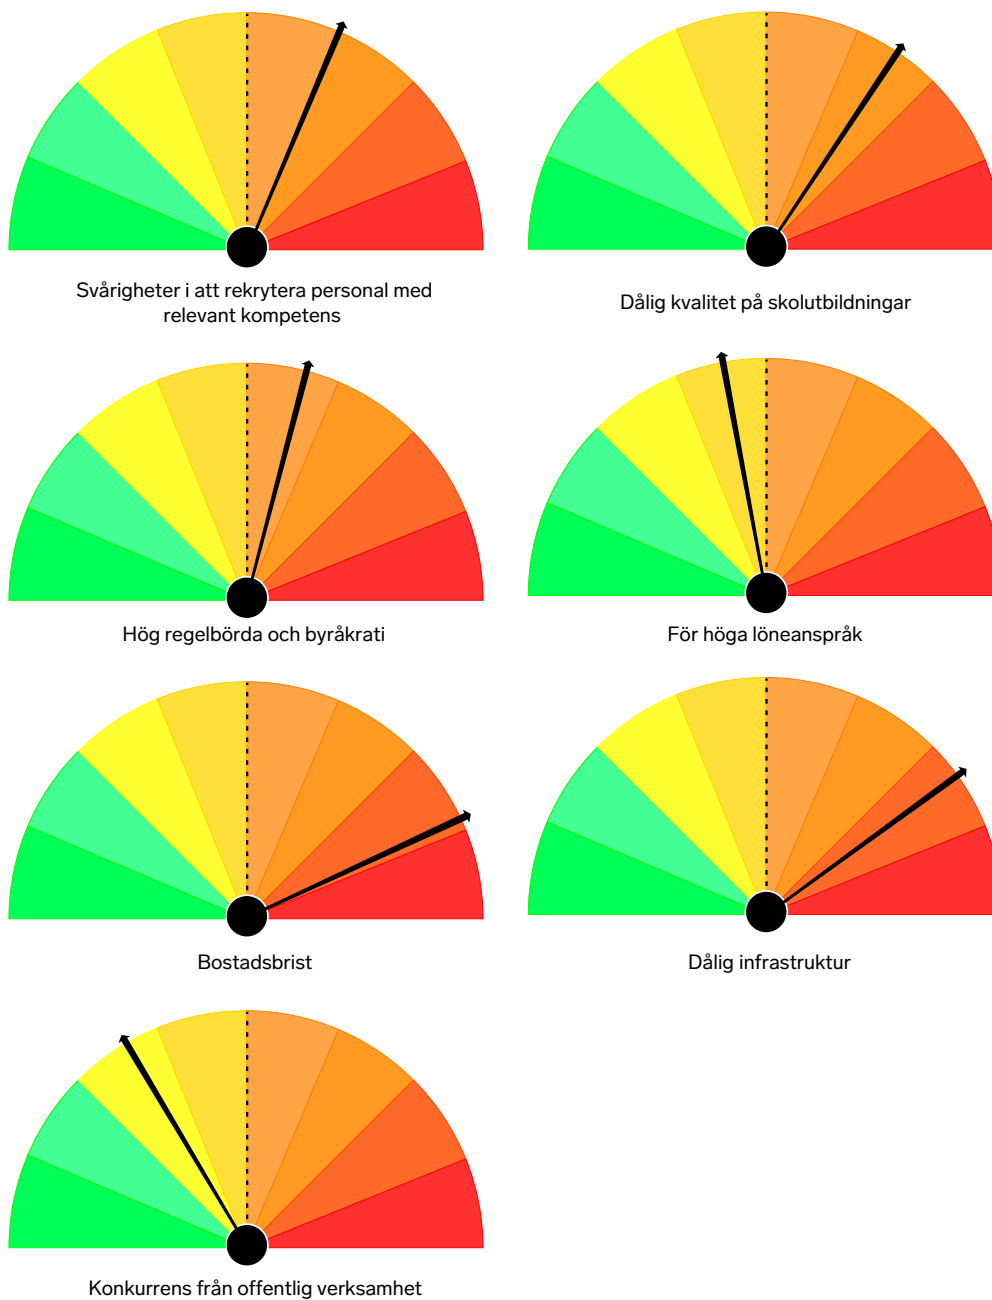 Svårigheter i att rekrytera personal med
relevant kompetens
Dålig kvalitet på skolutbildningar
Hög regelbörda och byråkrati
För höga löneanspråk
Bostadsbrist
Dålig infrastruktur
Konkurrens från offentlig verksamhet